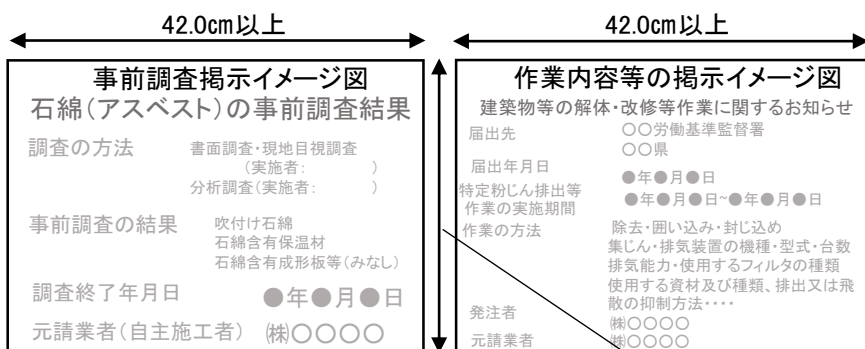 42.0cm以上
事前調査掲示イメージ図
石綿(アスベスト)の事前調査結果
調査の方法
書面調査・現地目視調査
(実施者: )
分析調査(実施者: )
事前調査の結果
吹付け石綿
石綿含有保温材
石綿含有成形板等(みなし)
調査終了年月日 ●年●月●日
元請業者(自主施工者) ㈱〇〇〇〇
42.0cm以上
作業内容等の掲示イメージ図
建築物等の解体・改修等作業に関するお知らせ
届出先
〇〇労働基準監督署
〇〇県
届出年月日
●年●月●日
特定粉じん排出等
作業の実施期間
●年●月●日~●年●月●日
作業の方法
除去・囲い込み・封じ込め
集じん・排気装置の機種・型式・台数
排気能力・使用するフィルタの種類
使用する資材及び種類、排出又は飛
散の抑制方法・・・・
発注者
㈱〇〇〇〇
元請業者
㈱〇〇〇〇